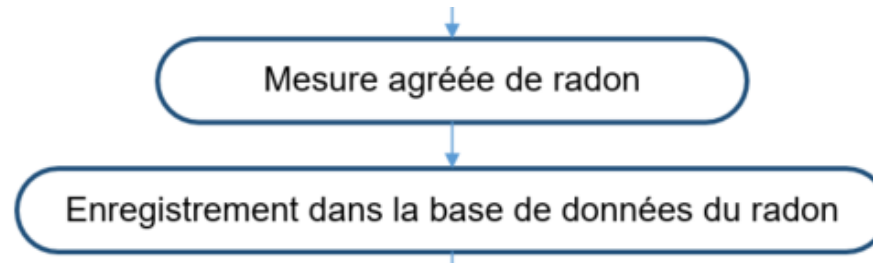 Mesure agréée de radon
Enregistrement dans la base de données du radon